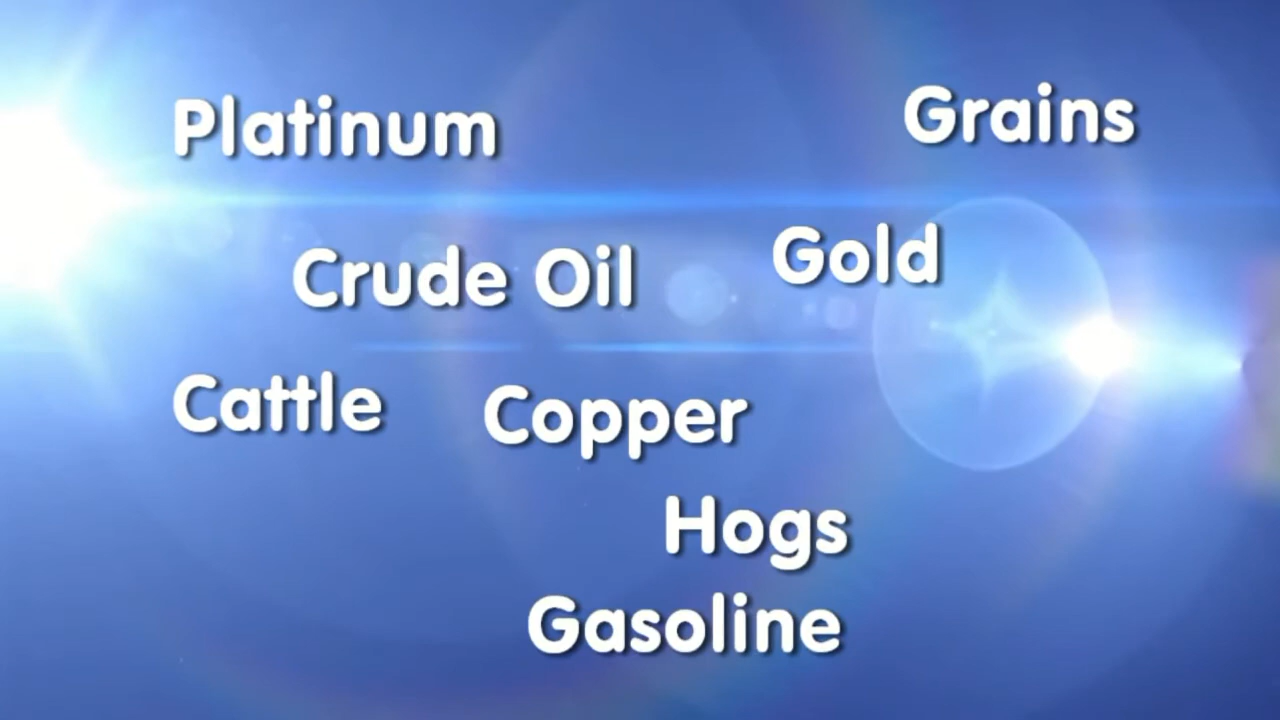 Platinum
Grains
Crude Oil
Gold
Cattle
Copper
Hogs
Gasoline